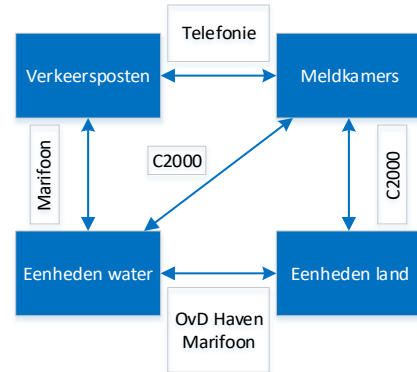 Telefonie
Verkeersposten
Meldkamers
Marifoon
C2000
C2000
Eenheden water
Eenheden land
OvD Haven
Marifoon